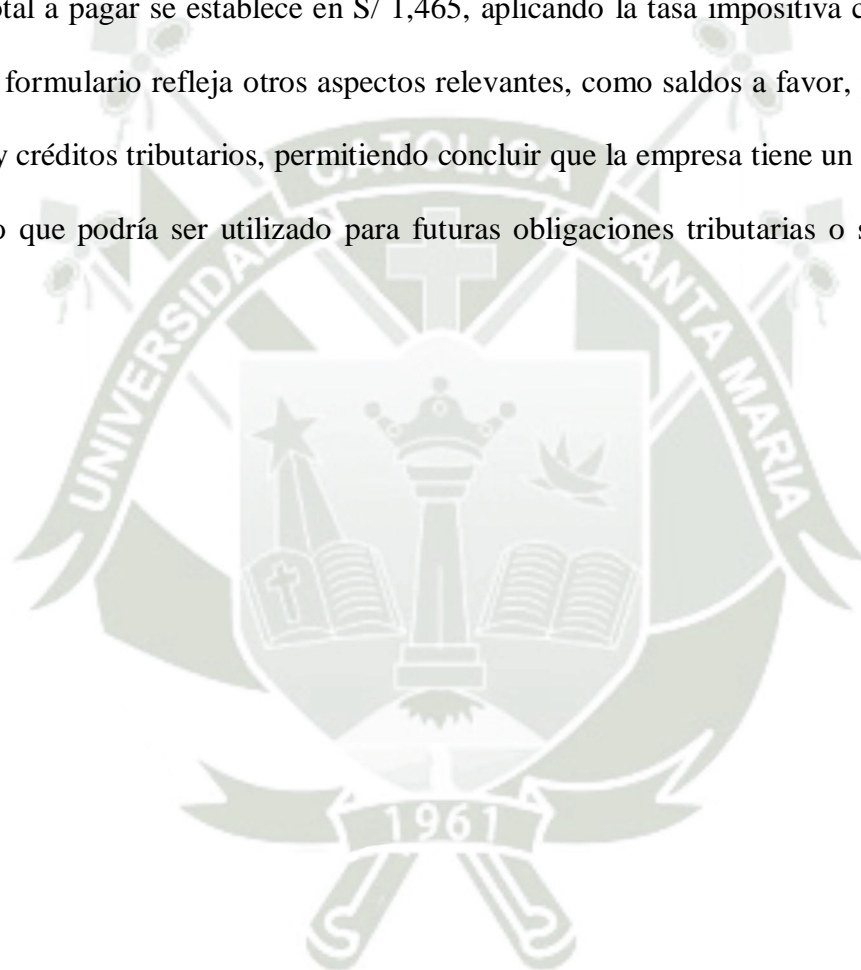 otal a pagar se establece en S/ 1,465, aplicando la tasa impositiva
formulario refleja otros aspectos relevantes, como saldos a favor,
y créditos tributarios, permitiendo concluir que la empresa tiene un
que podría ser utilizado para futuras obligaciones tributarias o
UNIVERSIDAD CATOLICA SANTA MARIA
1961